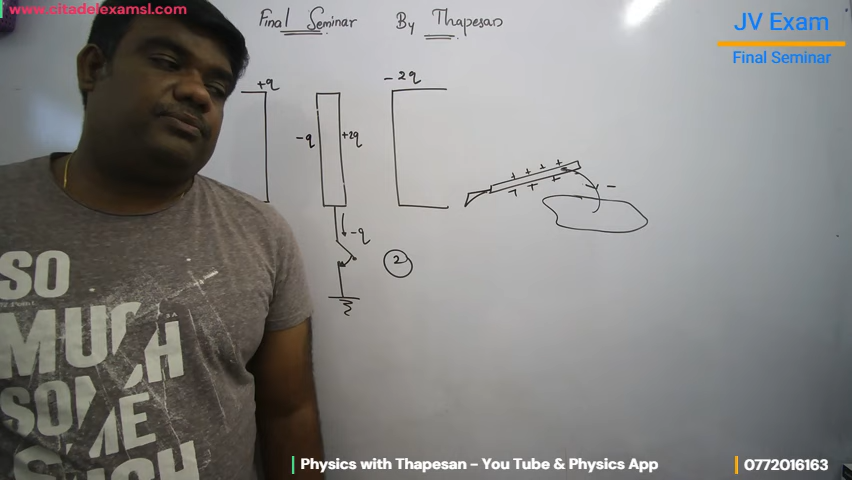 www.citadelexamsl.com
Final Seminar By Thapesan
JV Exam
Final Seminar
+q
-2q
-q
+2q
-q
2
+ + + +
+ + +
-
SO
MUCH
SOME
SUCH
Physics with Thapesan - You Tube & Physics App
0772016163